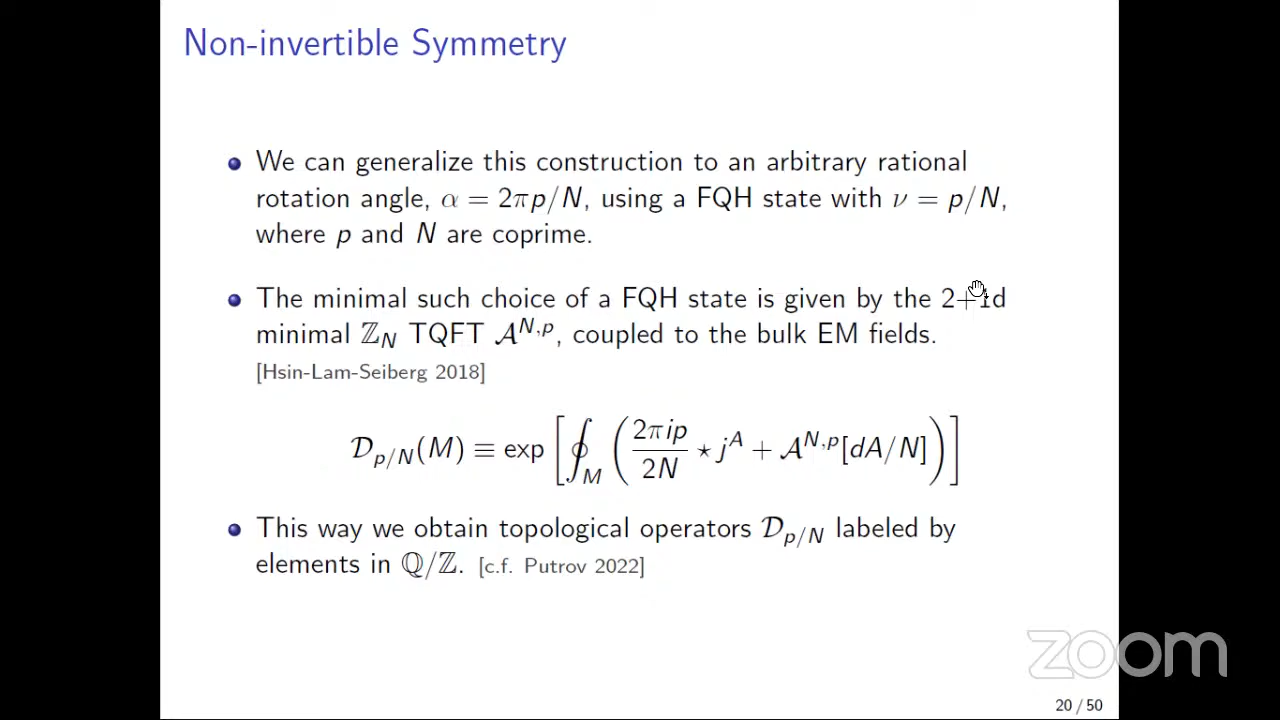 Non-invertible Symmetry
We can generalize this construction to an arbitrary rational
rotation angle, α = 2πp/N, using a FQH state with ν = p/N,
where p and N are coprime.
The minimal such choice of a FQH state is given by the 2+1d
minimal ℤ_N TQFT 𝒜^{N,p}, coupled to the bulk EM fields.
[Hsin-Lam-Seiberg 2018]
𝒟_{p/N}(M) ≡ exp [ ∮_M ( 2πip/2N ⋆ j^A + 𝒜^{N,p}[dA/N] ) ]
This way we obtain topological operators 𝒟_{p/N} labeled by
elements in ℚ/ℤ. [c.f. Putrov 2022]
zoom
20 / 50